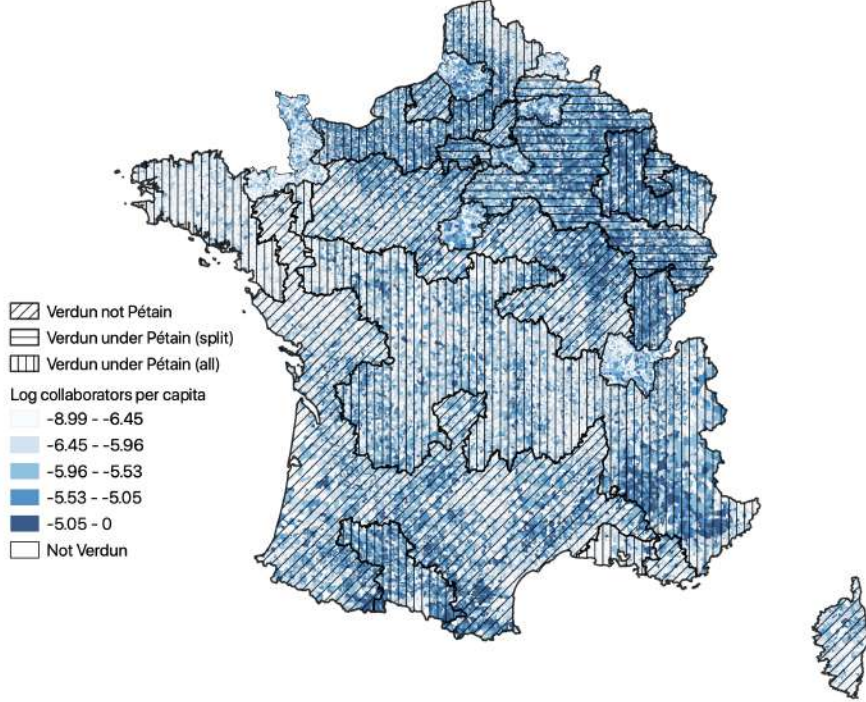 Verdun not Pétain
Verdun under Pétain (split)
Verdun under Pétain (all)
Log collaborators per capita
-8.99 - -6.45
-6.45 - -5.96
-5.96 - -5.53
-5.53 - -5.05
-5.05 - 0
Not Verdun